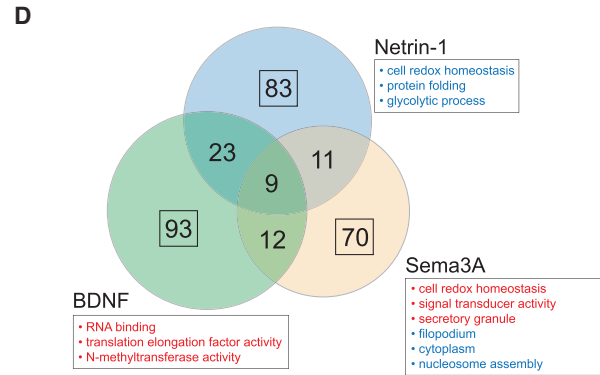 D
Netrin-1
• cell redox homeostasis
• protein folding
• glycolytic process
83
23
11
9
93
12
70
Sema3A
• cell redox homeostasis
• signal transducer activity
• secretory granule
• filopodium
• cytoplasm
• nucleosome assembly
BDNF
• RNA binding
• translation elongation factor activity
• N-methyltransferase activity